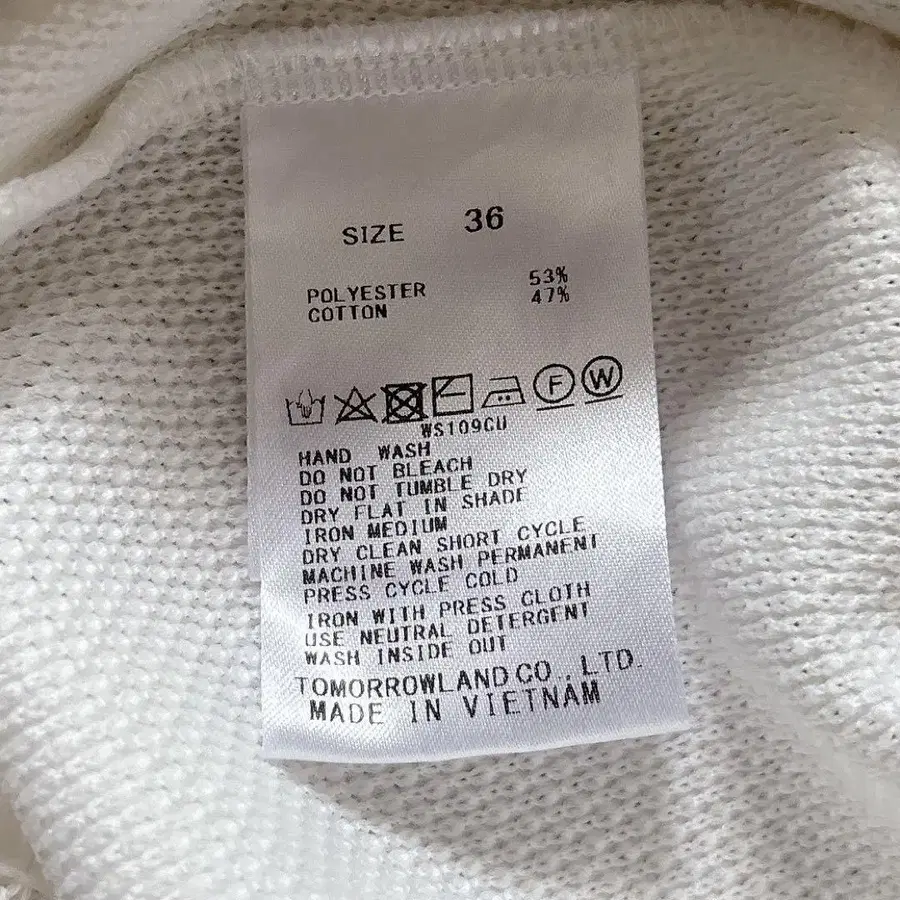 SIZE 36
POLYESTER 53%
COTTON 47%
F W
WS109CU
HAND WASH
DO NOT BLEACH
DO NOT TUMBLE DRY
DRY FLAT IN SHADE
IRON MEDIUM
DRY CLEAN SHORT CYCLE
MACHINE WASH PERMANENT
PRESS CYCLE COLD
IRON WITH PRESS CLOTH
USE NEUTRAL DETERGENT
WASH INSIDE OUT
TOMORROWLAND CO., LTD.
MADE IN VIETNAM